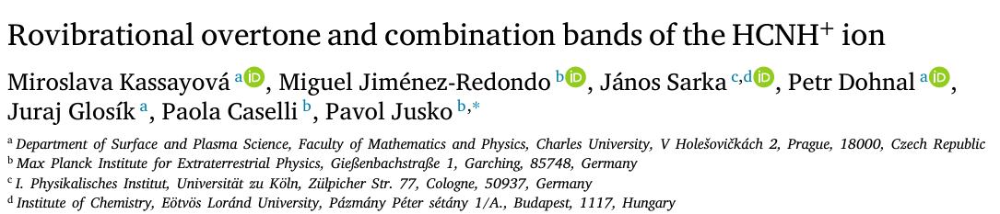 Rovibrational overtone and combination bands of the HCNH⁺ ion
Miroslava Kassayová ᵃ iD, Miguel Jiménez-Redondo ᵇ iD, János Sarka ᶜ,ᵈ iD, Petr Dohnal ᵃ iD,
Juraj Glosík ᵃ, Paola Caselli ᵇ, Pavol Jusko ᵇ,*
ᵃ Department of Surface and Plasma Science, Faculty of Mathematics and Physics, Charles University, V Holešovičkách 2, Prague, 18000, Czech Republic
ᵇ Max Planck Institute for Extraterrestrial Physics, Gießenbachstraße 1, Garching, 85748, Germany
ᶜ I. Physikalisches Institut, Universität zu Köln, Zülpicher Str. 77, Cologne, 50937, Germany
ᵈ Institute of Chemistry, Eötvös Loránd University, Pázmány Péter sétány 1/A., Budapest, 1117, Hungary